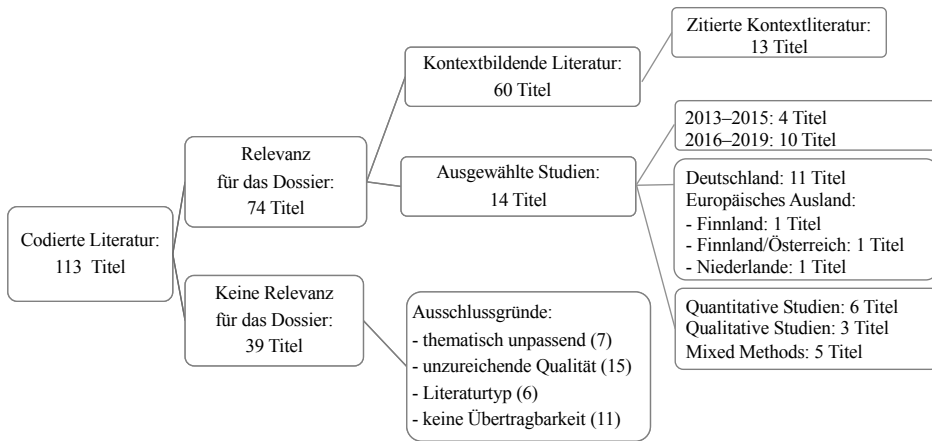 Codierte Literatur:
113 Titel
Relevanz
für das Dossier:
74 Titel
Keine Relevanz
für das Dossier:
39 Titel
Kontextbildende Literatur:
60 Titel
Ausgewählte Studien:
14 Titel
Ausschlussgründe:
- thematisch unpassend (7)
- unzureichende Qualität (15)
- Literaturtyp (6)
- keine Übertragbarkeit (11)
Zitierte Kontextliteratur:
13 Titel
2013–2015: 4 Titel
2016–2019: 10 Titel
Deutschland: 11 Titel
Europäisches Ausland:
- Finnland: 1 Titel
- Finnland/Österreich: 1 Titel
- Niederlande: 1 Titel
Quantitative Studien: 6 Titel
Qualitative Studien: 3 Titel
Mixed Methods: 5 Titel